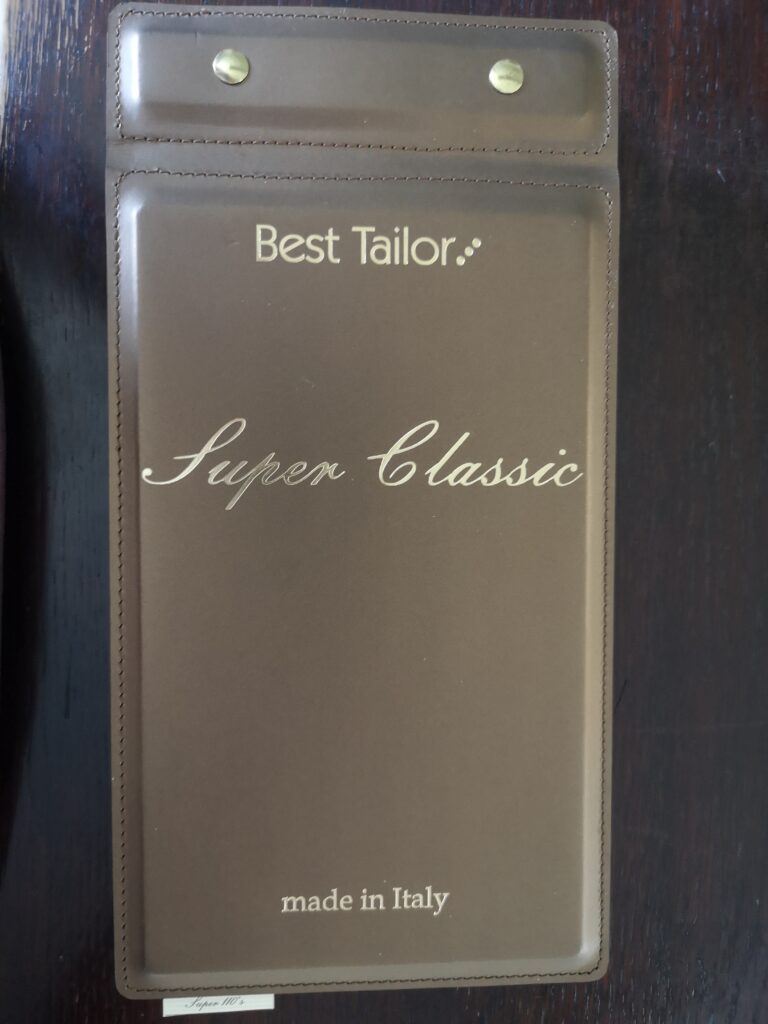 Best Tailor
Super Classic
made in Italy
Super 110's